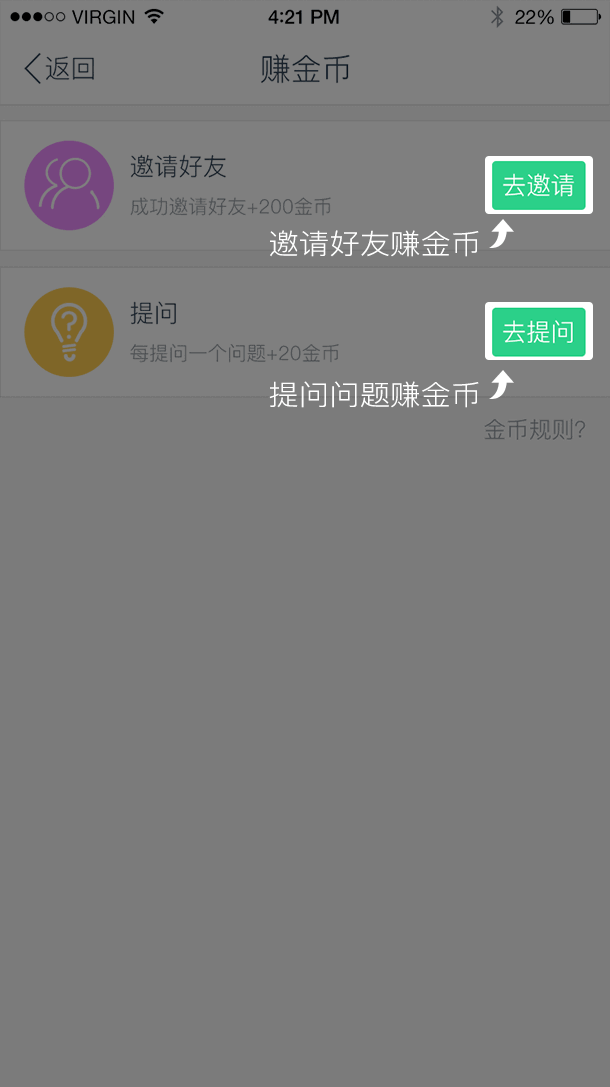 VIRGIN 4:21 PM 22%
返回 赚金币
邀请好友
成功邀请好友+200金币
去邀请
邀请好友赚金币
提问
每提问一个问题+20金币
去提问
提问问题赚金币
金币规则?